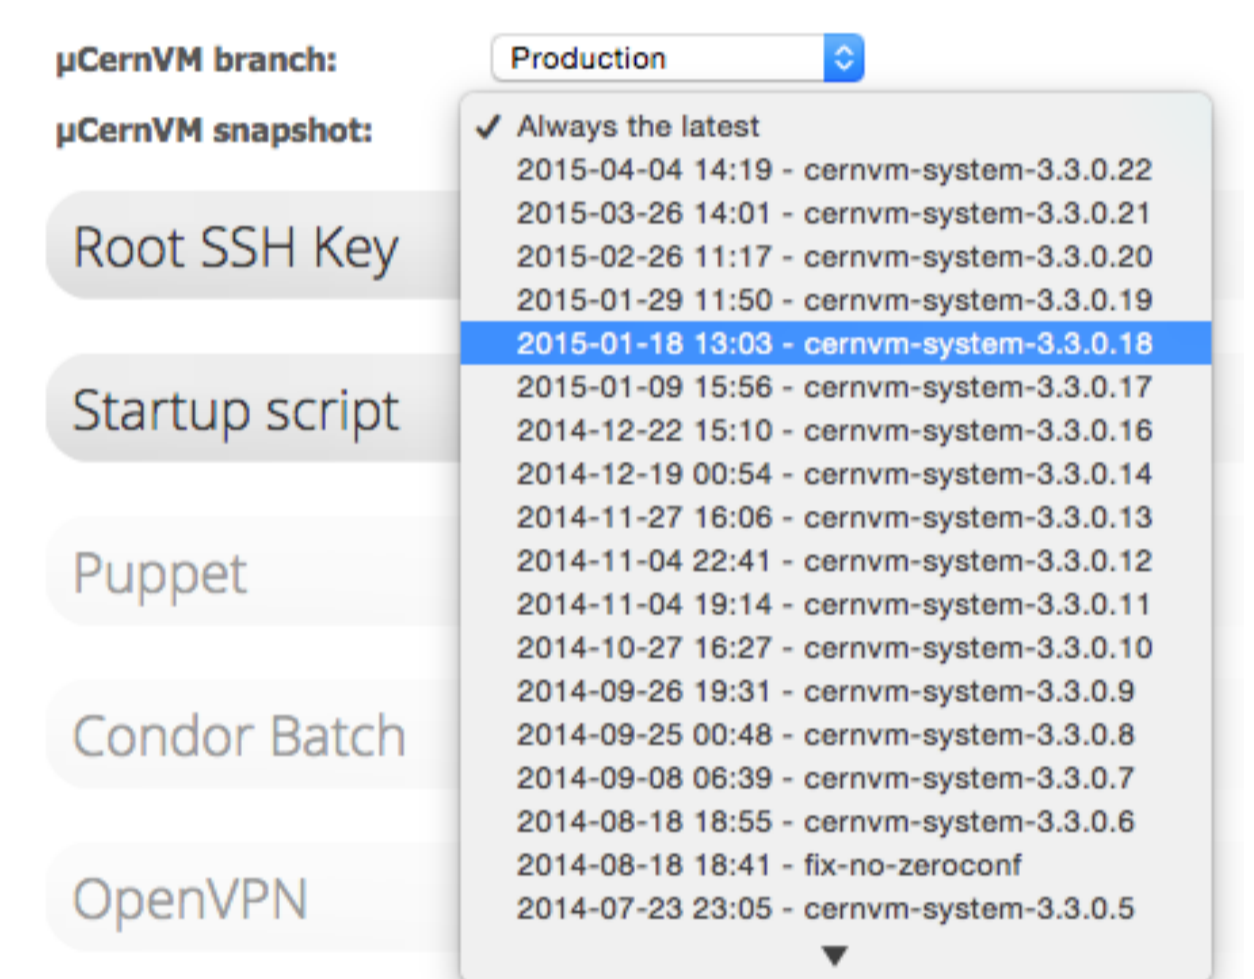 µCernVM branch:
Production
µCernVM snapshot:
✓ Always the latest
2015-04-04 14:19 - cernvm-system-3.3.0.22
2015-03-26 14:01 - cernvm-system-3.3.0.21
2015-02-26 11:17 - cernvm-system-3.3.0.20
2015-01-29 11:50 - cernvm-system-3.3.0.19
2015-01-18 13:03 - cernvm-system-3.3.0.18
2015-01-09 15:56 - cernvm-system-3.3.0.17
2014-12-22 15:10 - cernvm-system-3.3.0.16
2014-12-19 00:54 - cernvm-system-3.3.0.14
2014-11-27 16:06 - cernvm-system-3.3.0.13
2014-11-04 22:41 - cernvm-system-3.3.0.12
2014-11-04 19:14 - cernvm-system-3.3.0.11
2014-10-27 16:27 - cernvm-system-3.3.0.10
2014-09-26 19:31 - cernvm-system-3.3.0.9
2014-09-25 00:48 - cernvm-system-3.3.0.8
2014-09-08 06:39 - cernvm-system-3.3.0.7
2014-08-18 18:55 - cernvm-system-3.3.0.6
2014-08-18 18:41 - fix-no-zeroconf
2014-07-23 23:05 - cernvm-system-3.3.0.5
Root SSH Key
Startup script
Puppet
Condor Batch
OpenVPN